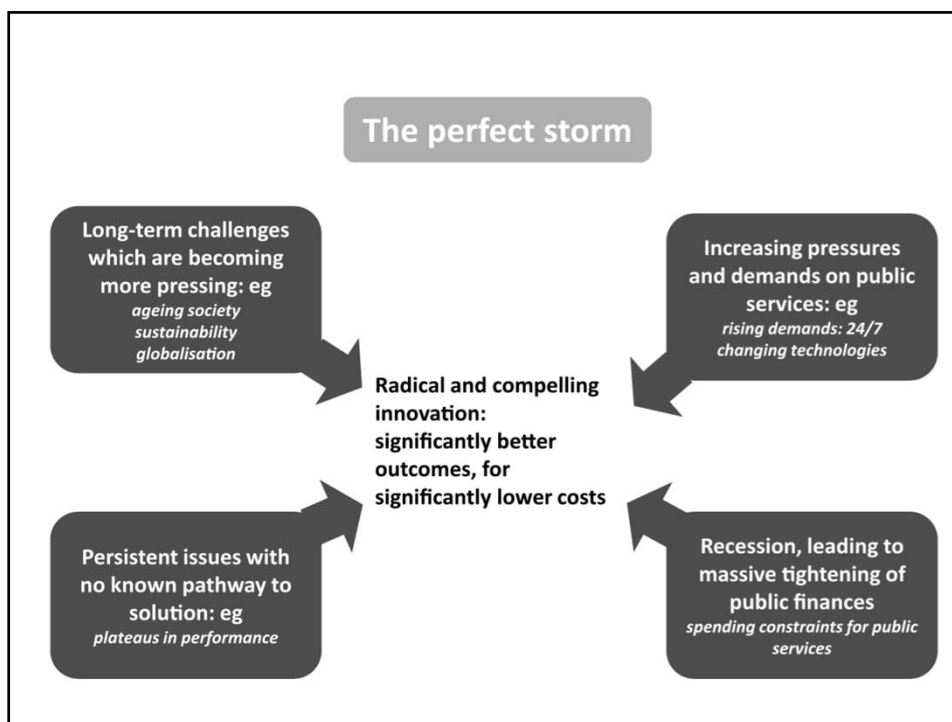 The perfect storm
Long-term challenges
which are becoming
more pressing: eg
ageing society
sustainability
globalisation
Increasing pressures
and demands on public
services: eg
rising demands: 24/7
changing technologies
Radical and compelling
innovation:
significantly better
outcomes, for
significantly lower costs
Persistent issues with
no known pathway to
solution: eg
plateaus in performance
Recession, leading to
massive tightening of
public finances
spending constraints for public
services